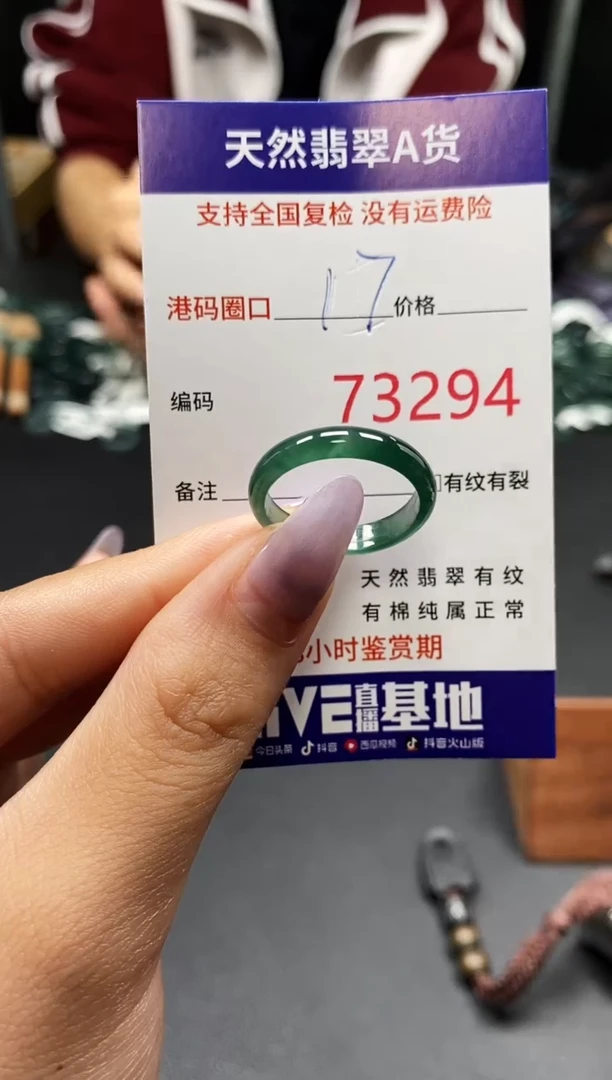 天然翡翠A货
支持全国复检 没有运费险
港码圈口 17 价格
编码 73294
备注 有纹有裂
天然翡翠有纹
有棉纯属正常
小时鉴赏期
直播基地
今日头条 抖音 西瓜视频 抖音火山版